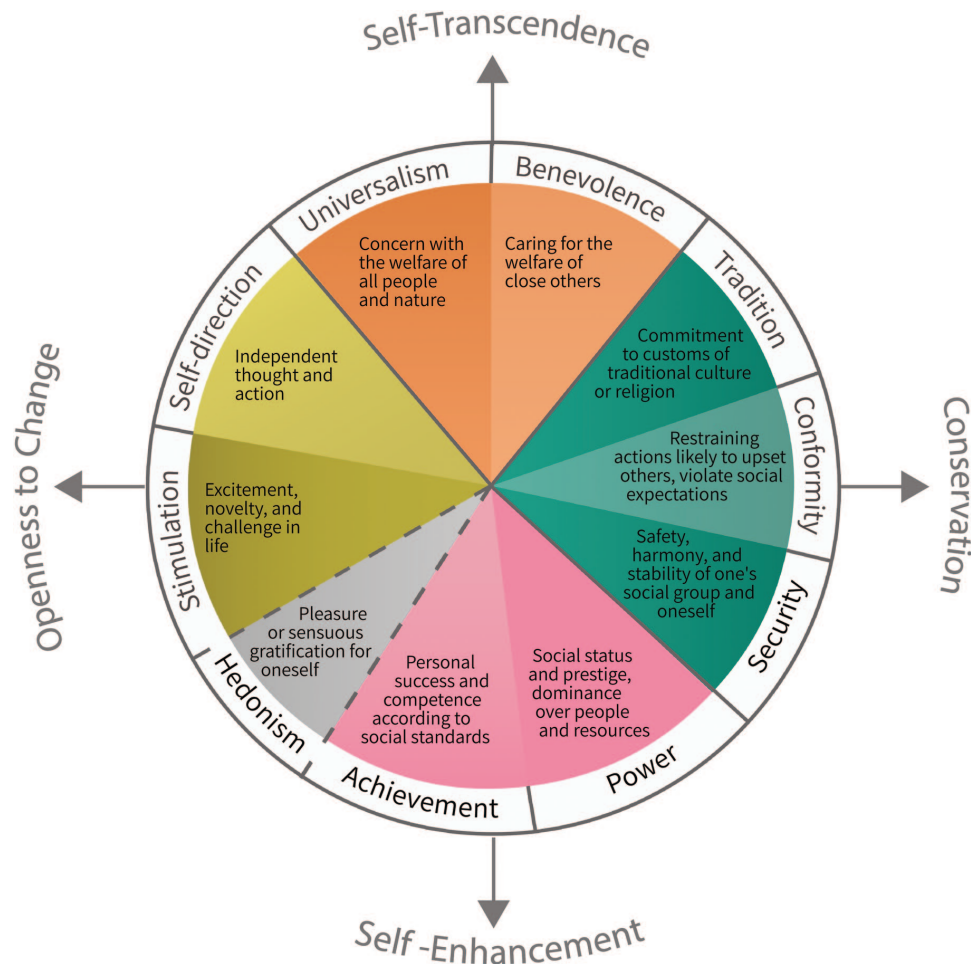 Self-Transcendence
Universalism
Benevolence
Concern with
the welfare of
all people
and nature
Caring for the
welfare of
close others
Self-direction
Tradition
Independent
thought and
action
Commitment
to customs of
traditional culture
or religion
Openness to Change
Conservation
Stimulation
Conformity
Excitement,
novelty, and
challenge in
life
Restraining
actions likely to upset
others, violate social
expectations
Safety,
harmony, and
stability of one's
social group and
oneself
Security
Pleasure
or sensuous
gratification for
oneself
Hedonism
Personal
success and
competence
according to
social standards
Social status
and prestige,
dominance
over people
and resources
Achievement
Power
Self -Enhancement